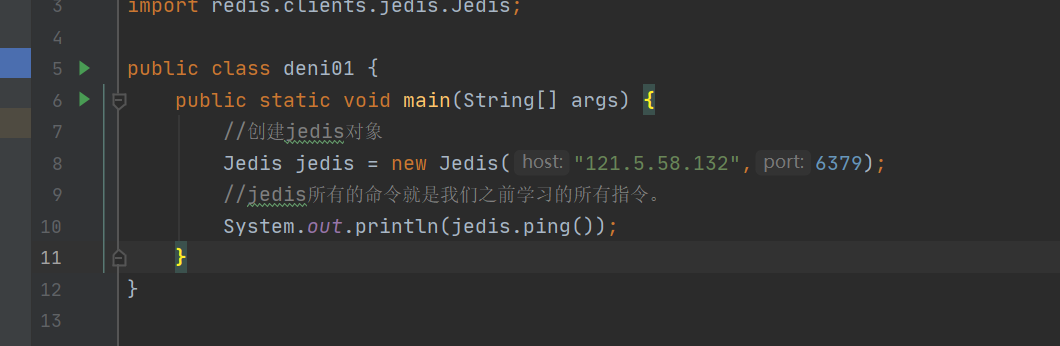 3 import redis.clients.jedis.Jedis;
4
5 public class deni01 {
6 public static void main(String[] args) {
7 //创建jedis对象
8 Jedis jedis = new Jedis( host: "121.5.58.132", port: 6379);
9 //jedis所有的命令就是我们之前学习的所有指令。
10 System.out.println(jedis.ping());
11 }
12 }
13